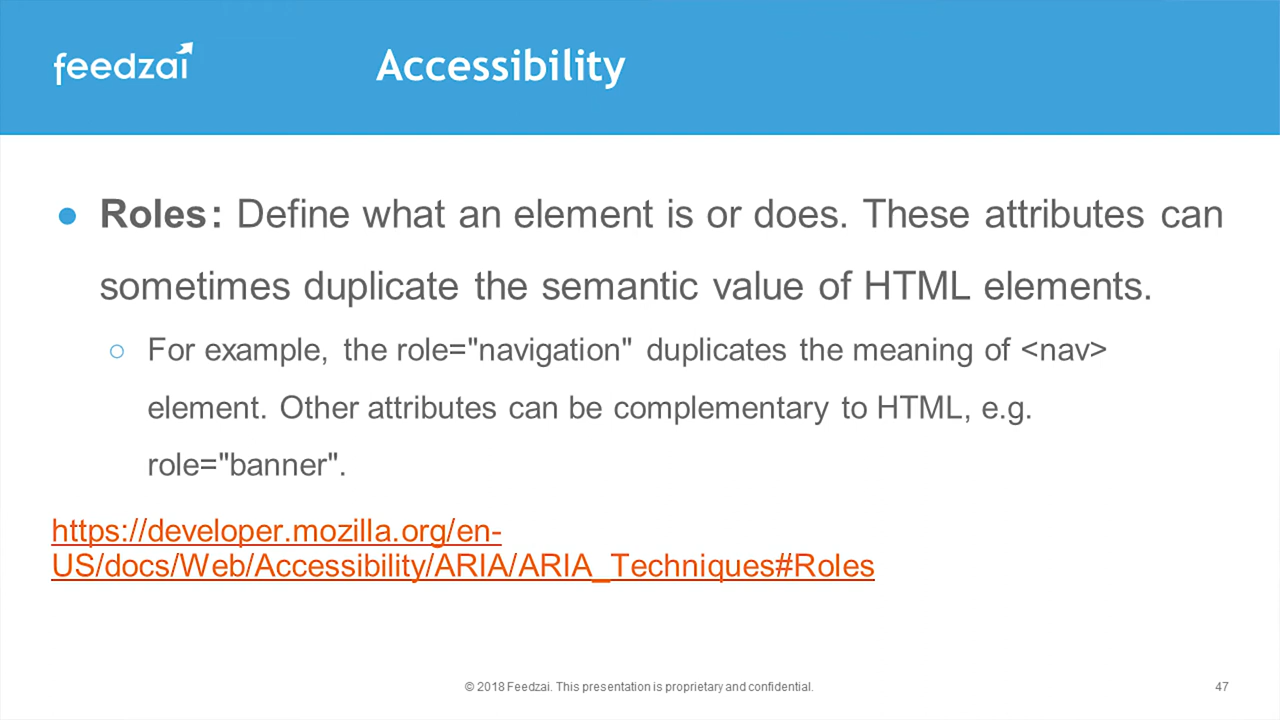 feedzai
Accessibility
● Roles: Define what an element is or does. These attributes can
sometimes duplicate the semantic value of HTML elements.
○ For example, the role="navigation" duplicates the meaning of <nav>
element. Other attributes can be complementary to HTML, e.g.
role="banner".
https://developer.mozilla.org/en-
US/docs/Web/Accessibility/ARIA/ARIA_Techniques#Roles
© 2018 Feedzai. This presentation is proprietary and confidential.
47